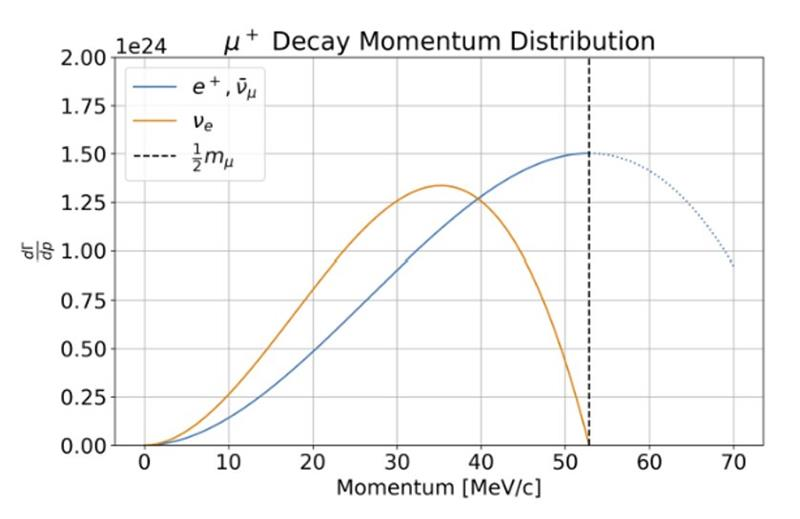 μ⁺ Decay Momentum Distribution
1e24
2.00
1.75
1.50
1.25
1.00
0.75
0.50
0.25
0.00
e⁺, ν̄_μ
ν_e
½m_μ
dΓ/dp
0 10 20 30 40 50 60 70
Momentum [MeV/c]